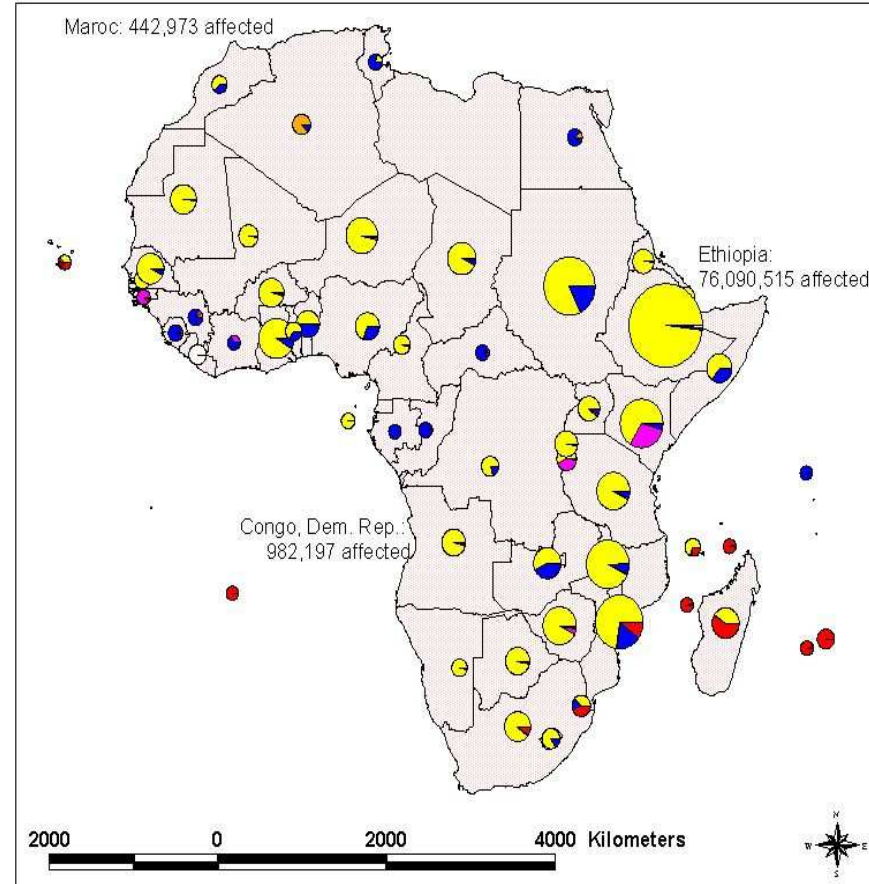 Maroc: 442,973 affected
Ethiopia:
76,090,515 affected
Congo, Dem. Rep.:
982,197 affected
2000 0 2000 4000 Kilometers
N
W E
S